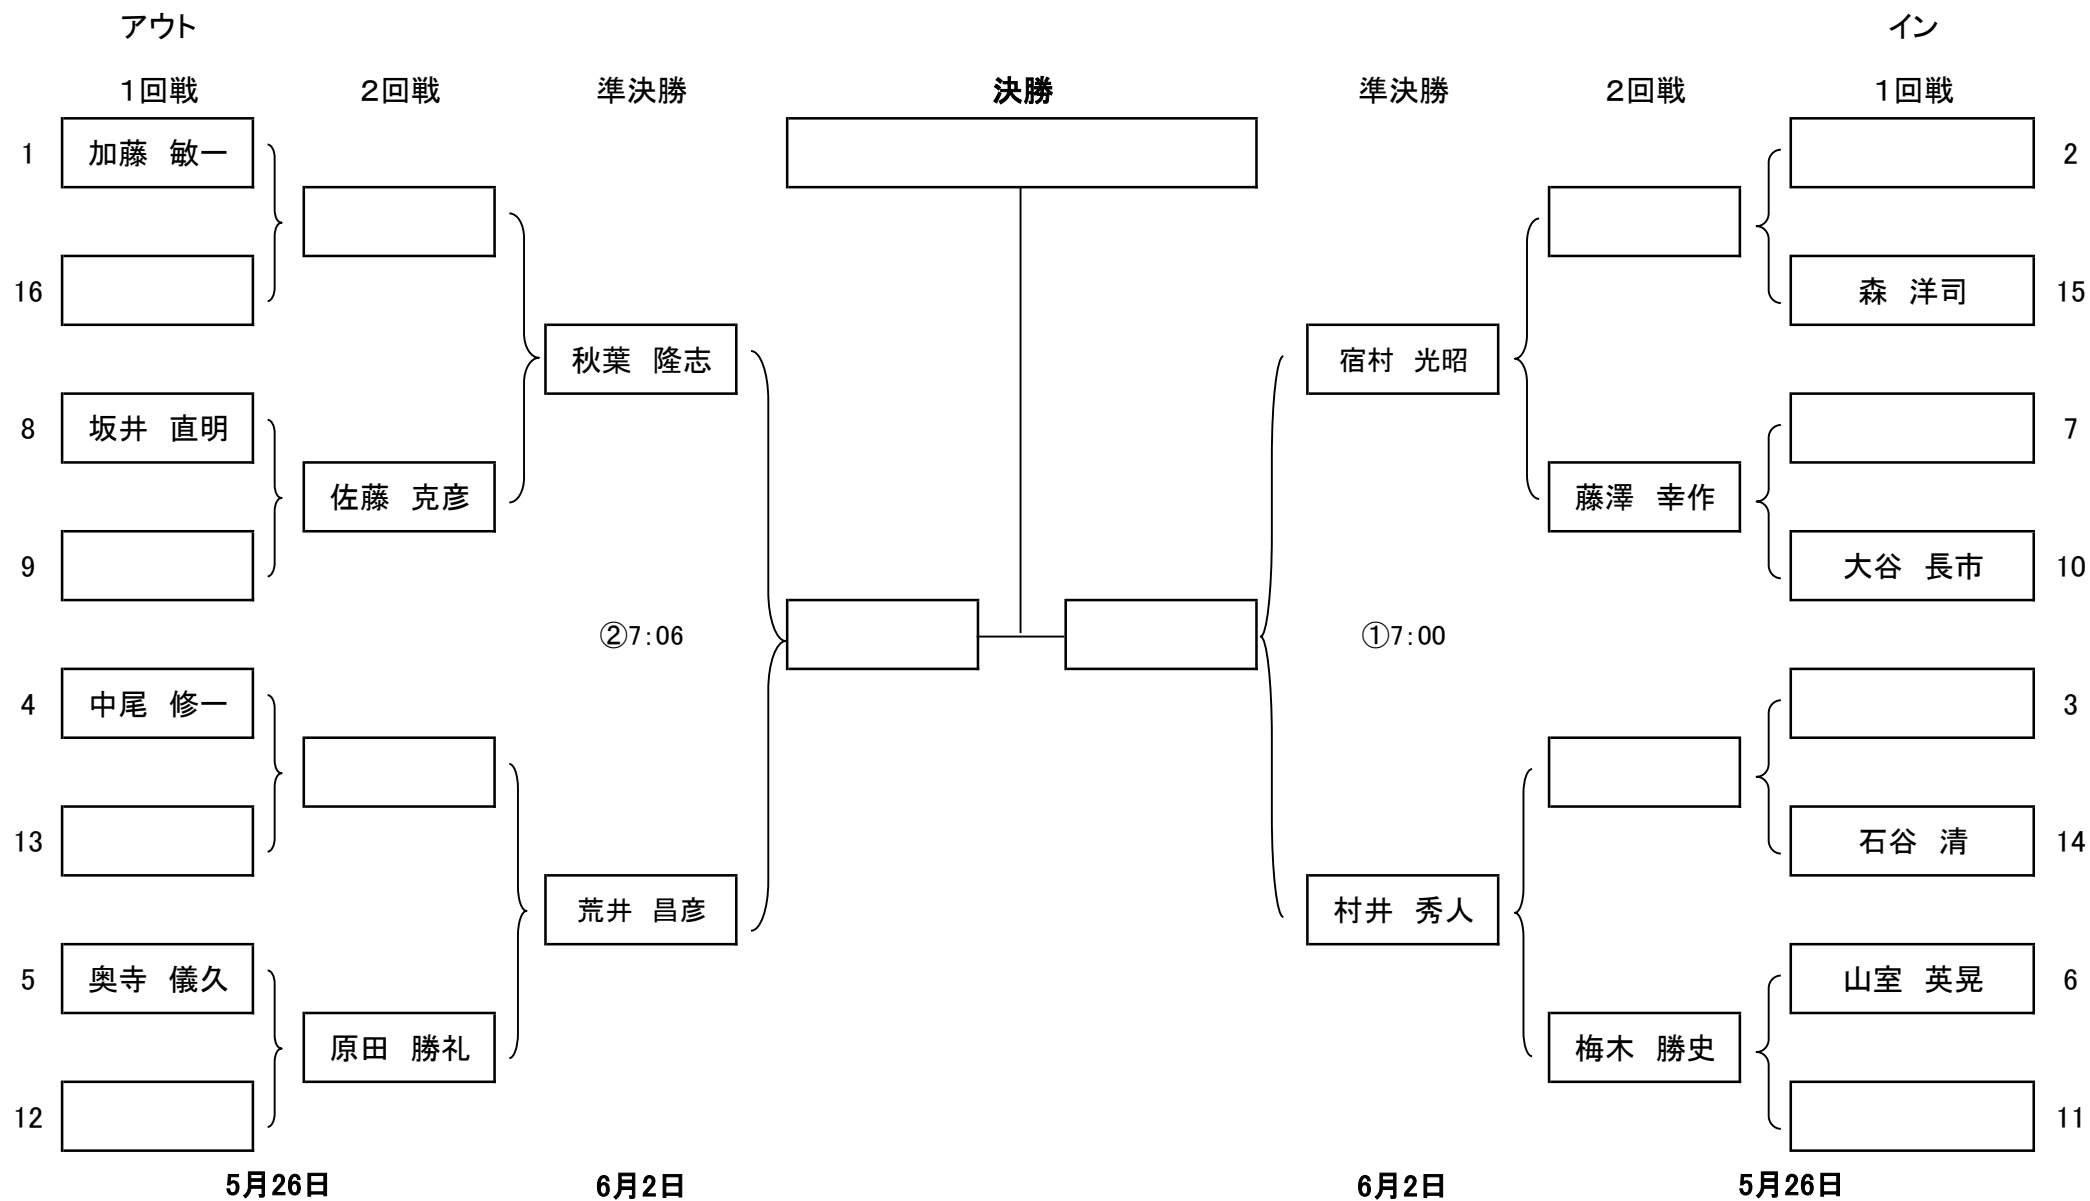 アウト イン
１回戦 ２回戦 準決勝 決勝 準決勝 ２回戦 １回戦
1 加藤　敏一 2
16 森　洋司 15
秋葉　隆志 宿村　光昭
8 坂井　直明 7
佐藤　克彦 藤澤　幸作
9 大谷　長市 10
②7:06 ①7:00
4 中尾　修一 3
13 石谷　清 14
荒井　昌彦 村井　秀人
5 奥寺　儀久 山室　英晃 6
原田　勝礼 梅木　勝史
12 11
5月26日 6月2日 6月2日 5月26日